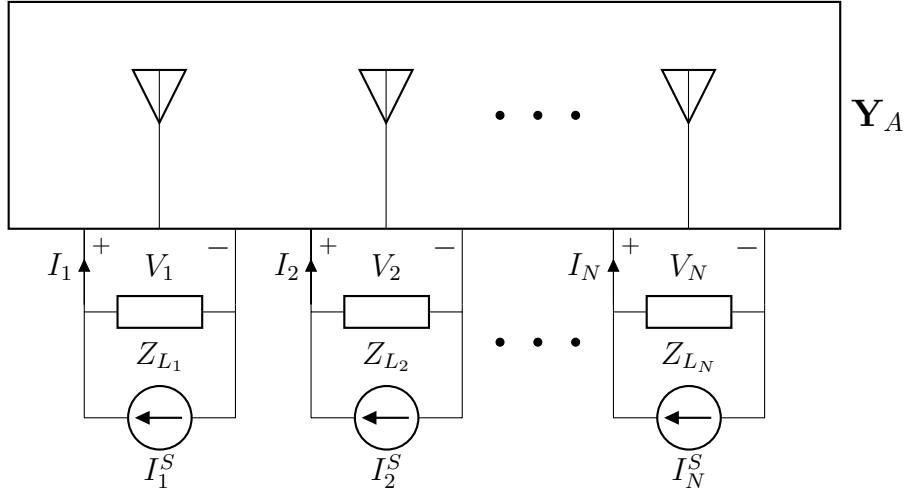 Y_A
+ − + − + −
I_1 V_1 I_2 V_2 I_N V_N
Z_{L_1} Z_{L_2} Z_{L_N}
I_1^S I_2^S I_N^S